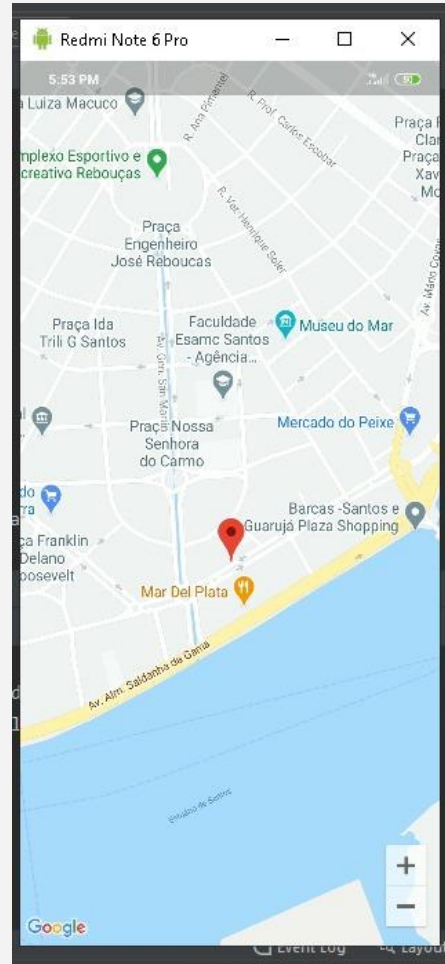 Redmi Note 6 Pro
5:53 PM
a Luiza Macuco
R. Ana Pimentel
R. Prof. Carlos Escobar
Praça
Clar
Praça
Xav
Mo
mplexo Esportivo e
creativo Rebouças
R. Ver. Henrique Soler
Praça
Engenheiro
José Reboucas
Av. Mário Covas
Praça Ida
Trili G Santos
Faculdade
Esamc Santos
- Agência...
Museu do Mar
Av. Gen. San Martin
Praça Nossa
Senhora
do Carmo
Mercado do Peixe
do
rra
Barcas -Santos e
Guarujá Plaza Shopping
ça Franklin
Delano
oosevelt
Mar Del Plata
Av. Alm. Saldanha da Gama
Estuário de Santos
+
−
Google
Event Log
Layout